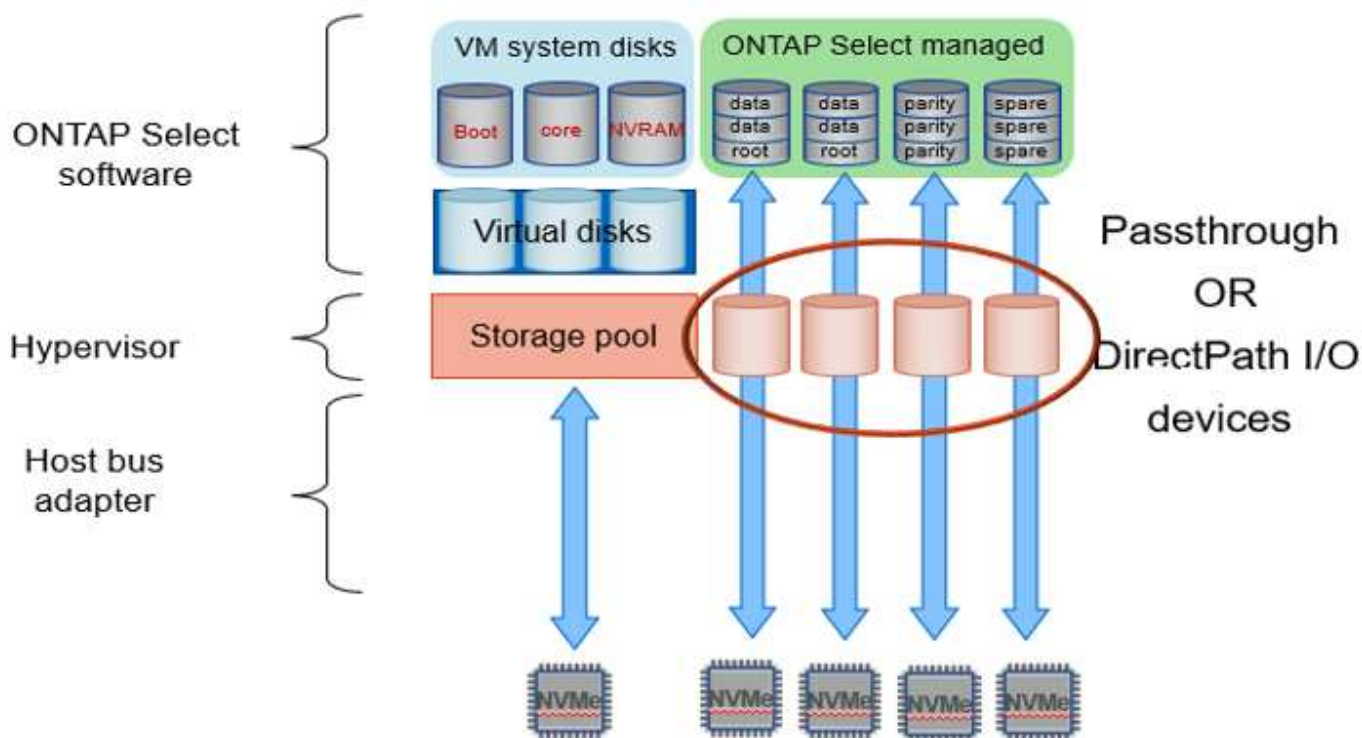 VM system disks
ONTAP Select managed
Boot
core
NVRAM
data
data
root
data
data
root
parity
parity
parity
spare
spare
spare
ONTAP Select
software
Virtual disks
Passthrough
OR
DirectPath I/O
devices
Hypervisor
Storage pool
Host bus
adapter
NVMe
NVMe
NVMe
NVMe
NVMe